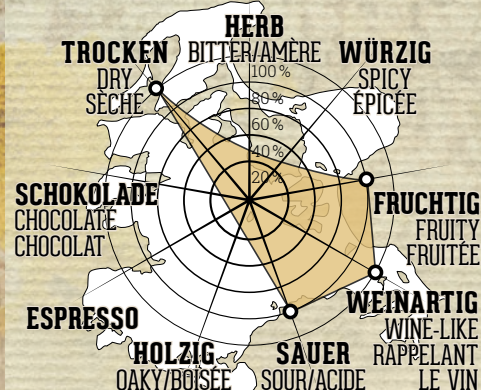 HERB
BITTER/AMÈRE
TROCKEN
DRY
SÈCHE
WÜRZIG
SPICY
ÉPICÉE
100%
80%
60%
40%
20%
SCHOKOLADE
CHOCOLATE
CHOCOLAT
FRUCHTIG
FRUITY
FRUITÉE
ESPRESSO
WEINARTIG
WINE-LIKE
RAPPELANT
LE VIN
HOLZIG
OAKY/BOISÉE
SAUER
SOUR/ACIDE